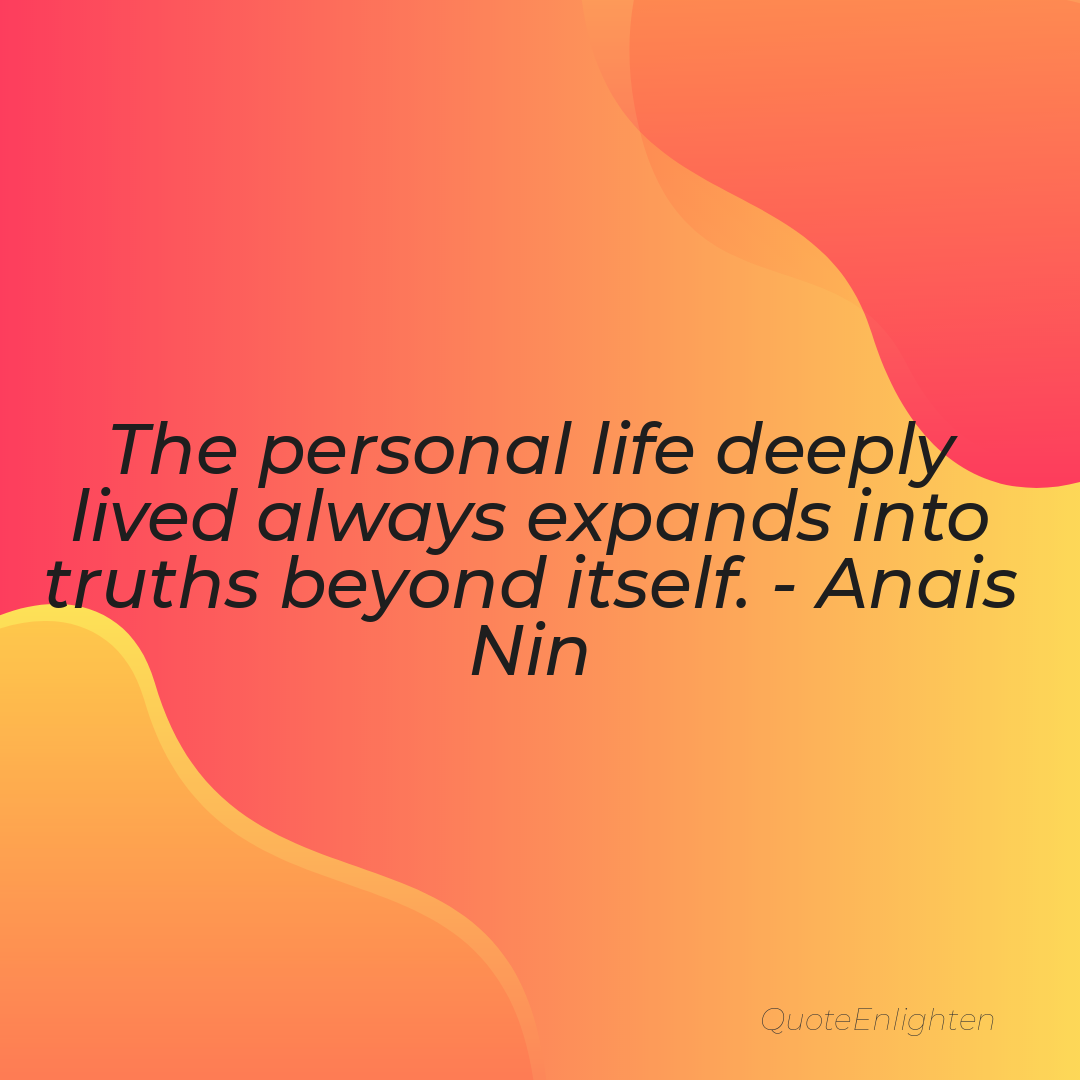 The personal life deeply
lived always expands into
truths beyond itself. - Anais
Nin
QuoteEnlighten